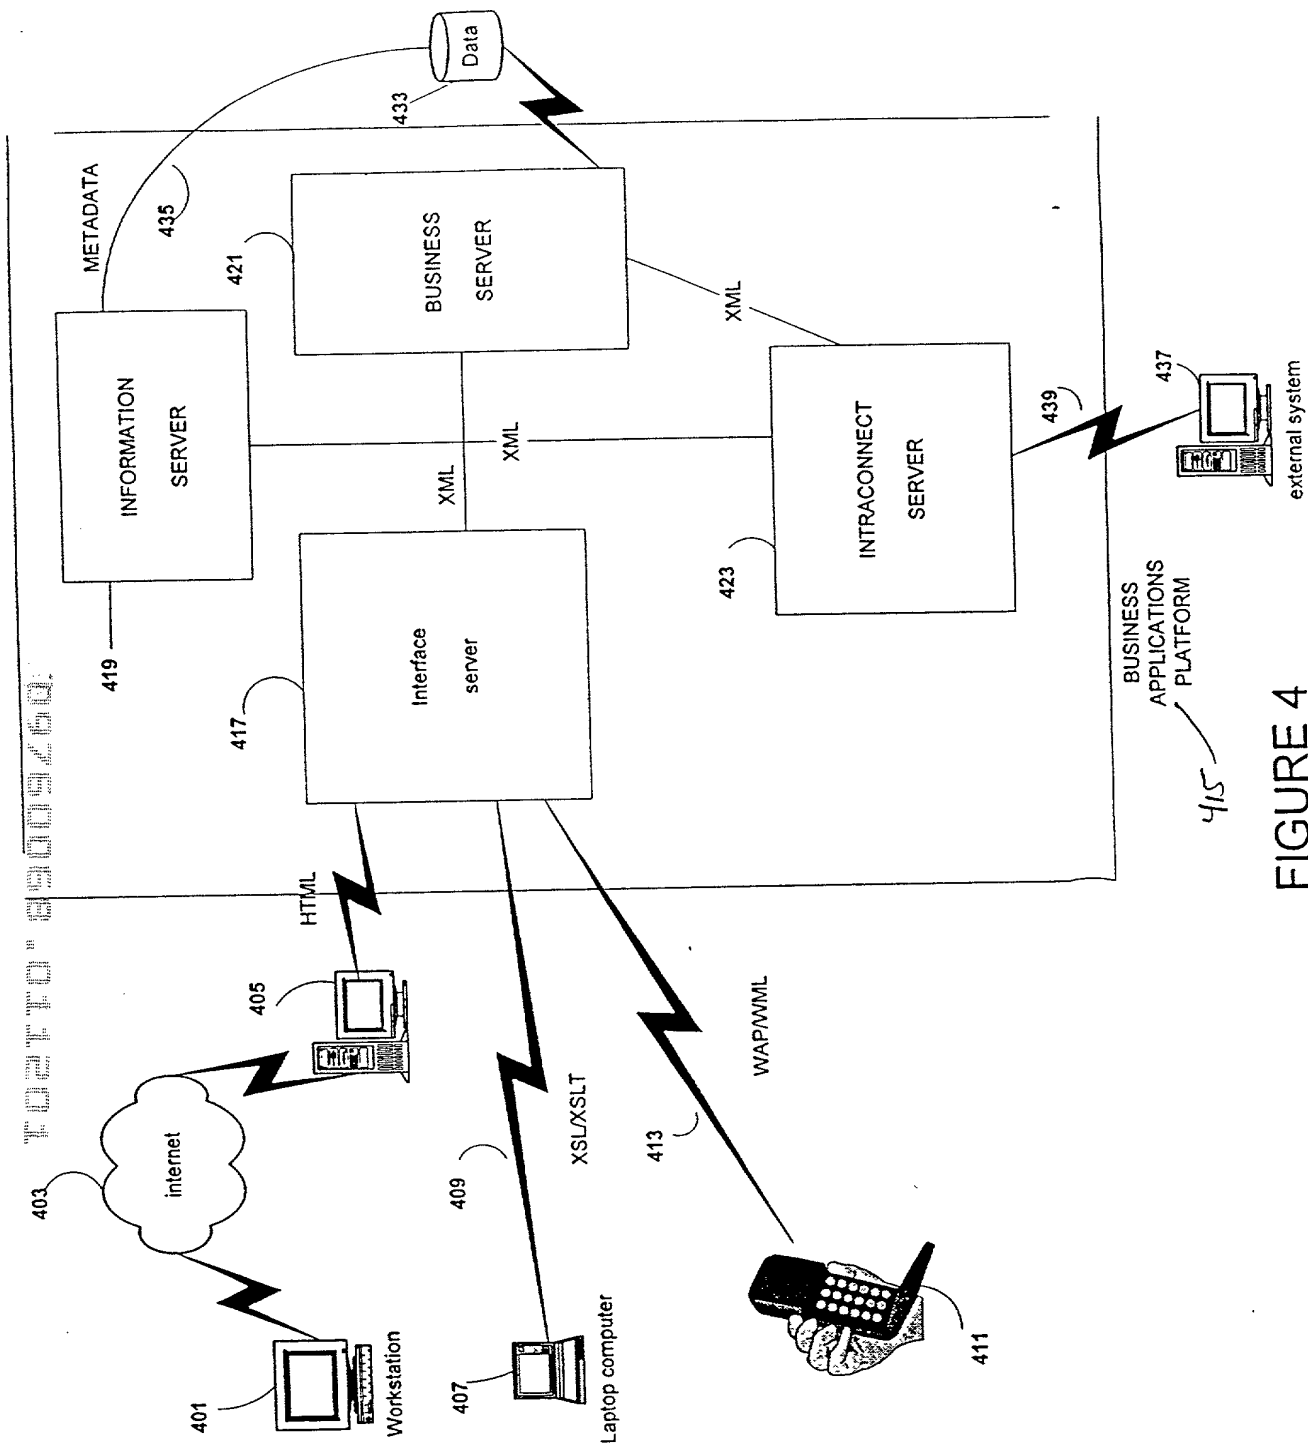 401
Workstation
403
internet
405
HTML
407
Laptop computer
409
XSL/XSLT
411
413
WAP/WML
417
Interface
server
419
INFORMATION
SERVER
METADATA
435
421
BUSINESS
SERVER
433
Data
XML
XML
XML
423
INTRACONNECT
SERVER
439
437
external system
BUSINESS
APPLICATIONS
PLATFORM
415
FIGURE 4